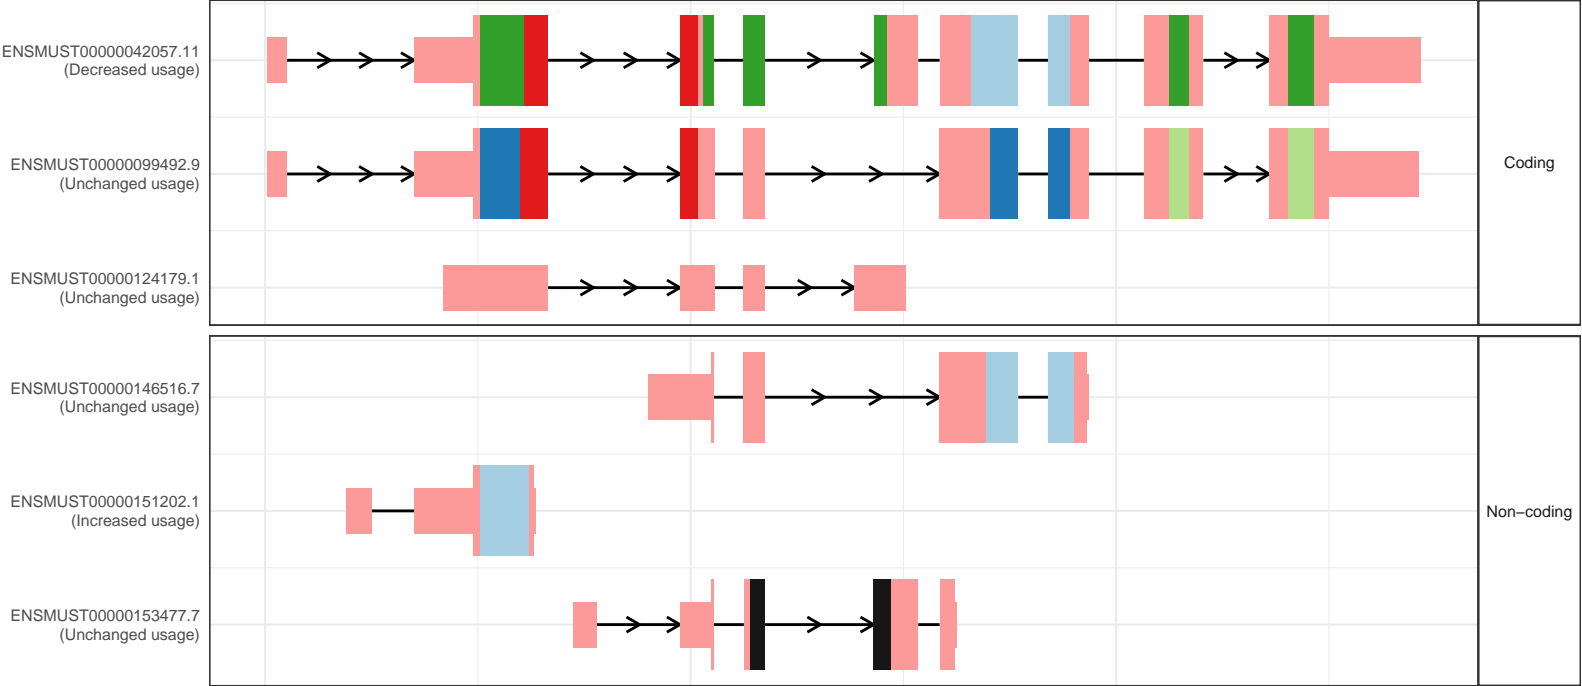 ENSMUST00000042057.11
(Decreased usage)
ENSMUST00000099492.9
(Unchanged usage)
Coding
ENSMUST00000124179.1
(Unchanged usage)
ENSMUST00000146516.7
(Unchanged usage)
ENSMUST00000151202.1
(Increased usage)
Non−coding
ENSMUST00000153477.7
(Unchanged usage)